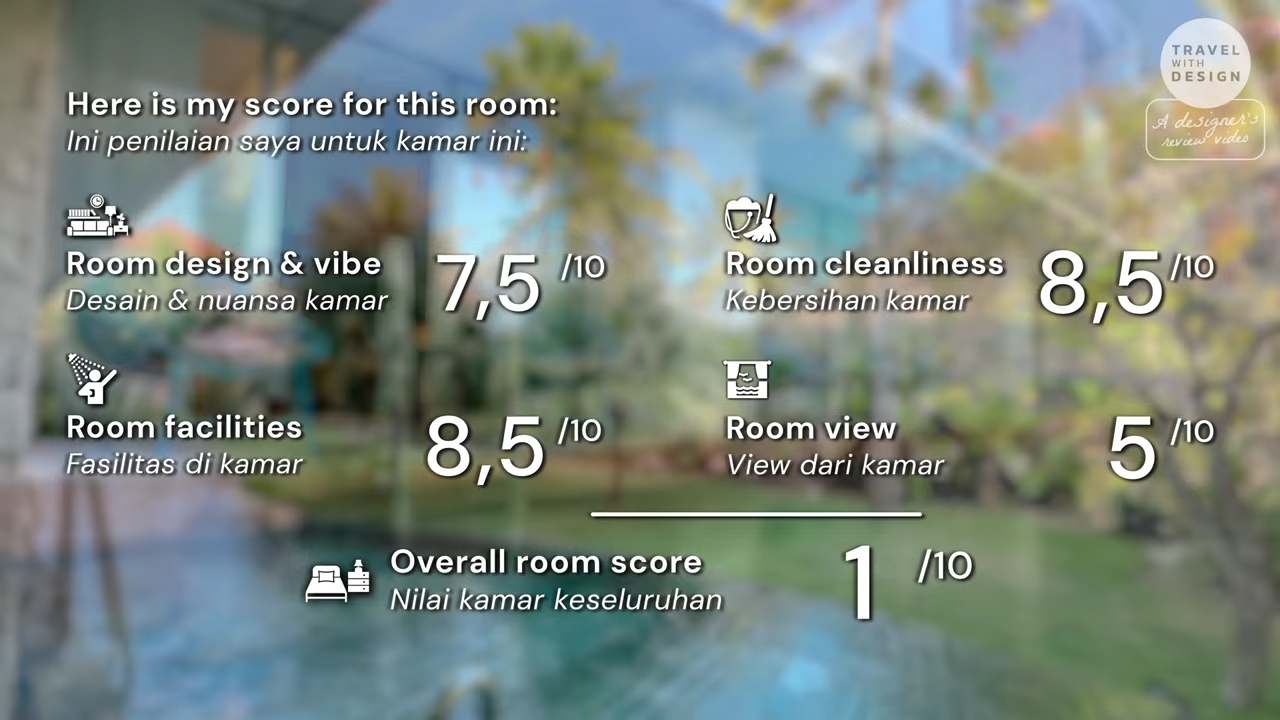 TRAVEL
WITH
DESIGN
A designer's
review video
Here is my score for this room:
Ini penilaian saya untuk kamar ini:
Room design & vibe 7,5 /10
Desain & nuansa kamar
Room cleanliness 8,5 /10
Kebersihan kamar
Room facilities 8,5 /10
Fasilitas di kamar
Room view 5 /10
View dari kamar
Overall room score 1 /10
Nilai kamar keseluruhan